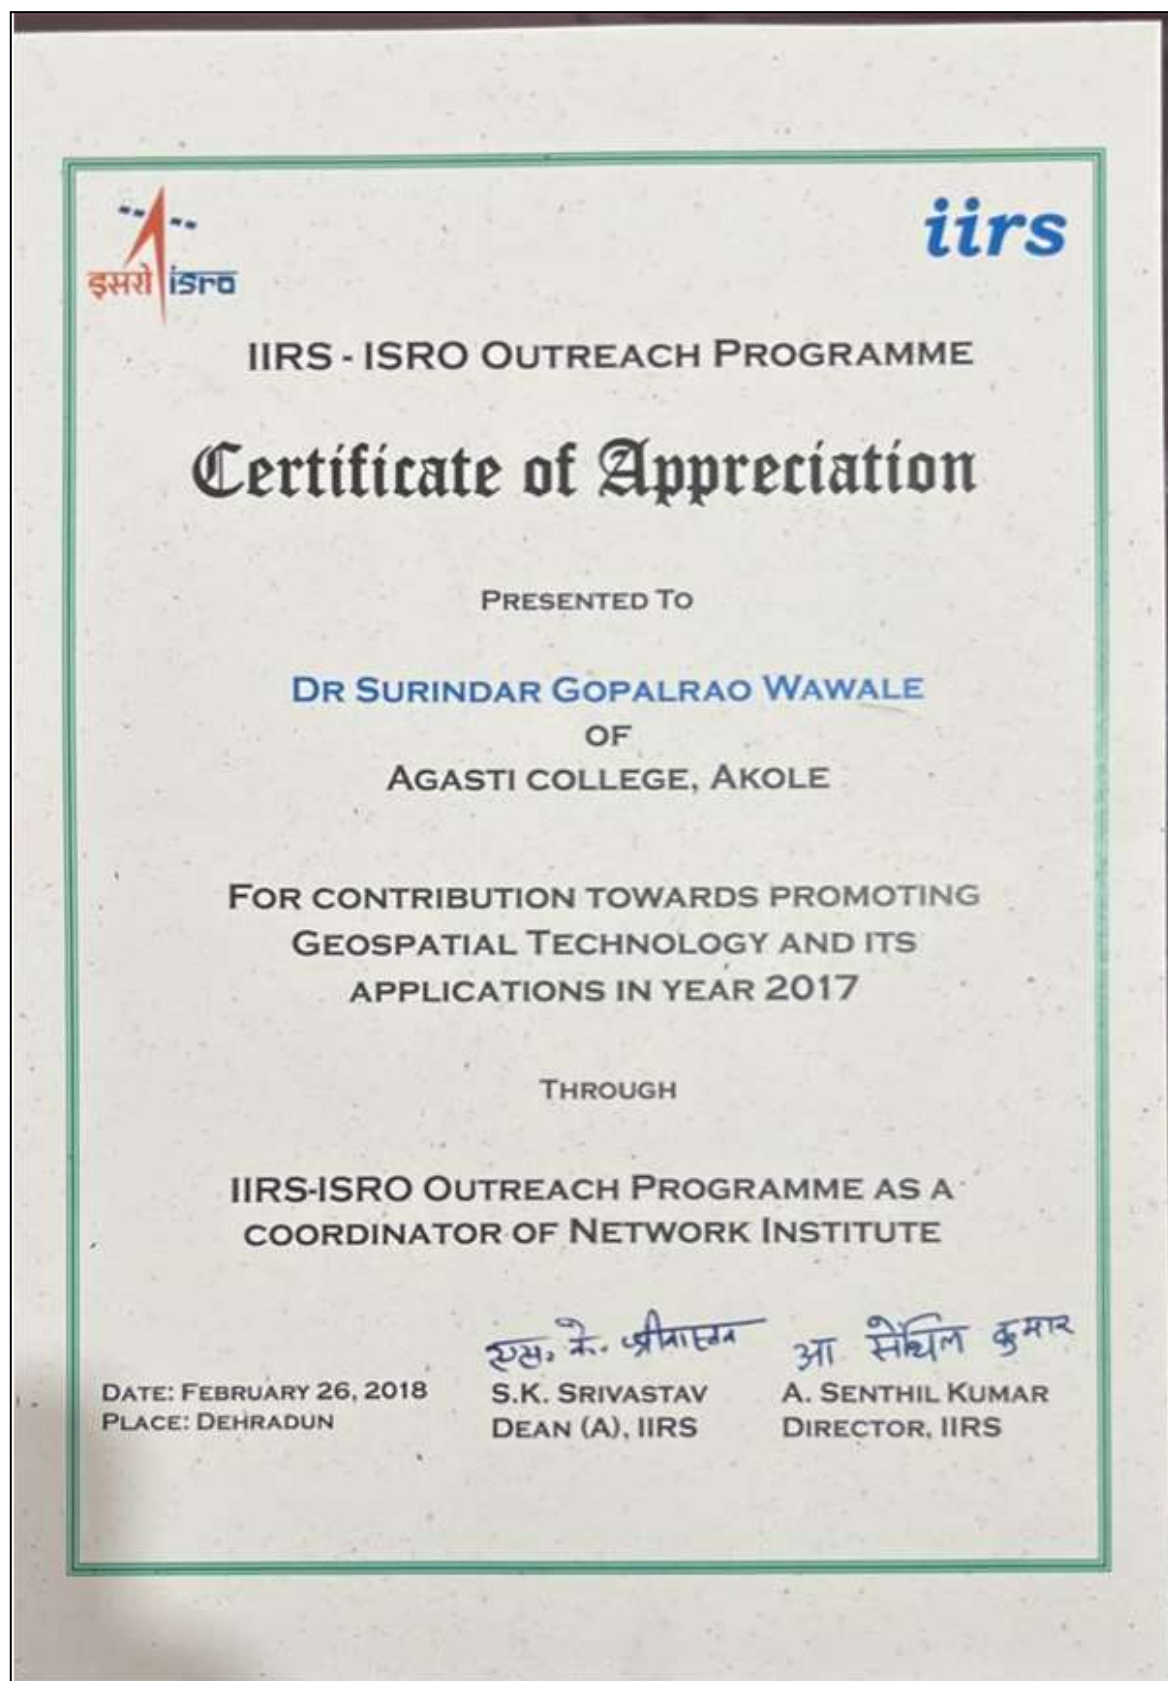 इसरो isro
iirs
IIRS - ISRO OUTREACH PROGRAMME
Certificate of Appreciation
PRESENTED TO
DR SURINDAR GOPALRAO WAWALE
OF
AGASTI COLLEGE, AKOLE
FOR CONTRIBUTION TOWARDS PROMOTING
GEOSPATIAL TECHNOLOGY AND ITS
APPLICATIONS IN YEAR 2017
THROUGH
IIRS-ISRO OUTREACH PROGRAMME AS A
COORDINATOR OF NETWORK INSTITUTE
एस. के. श्रीवास्तव आ सेंथिल कुमार
DATE: FEBRUARY 26, 2018 S.K. SRIVASTAV A. SENTHIL KUMAR
PLACE: DEHRADUN DEAN (A), IIRS DIRECTOR, IIRS